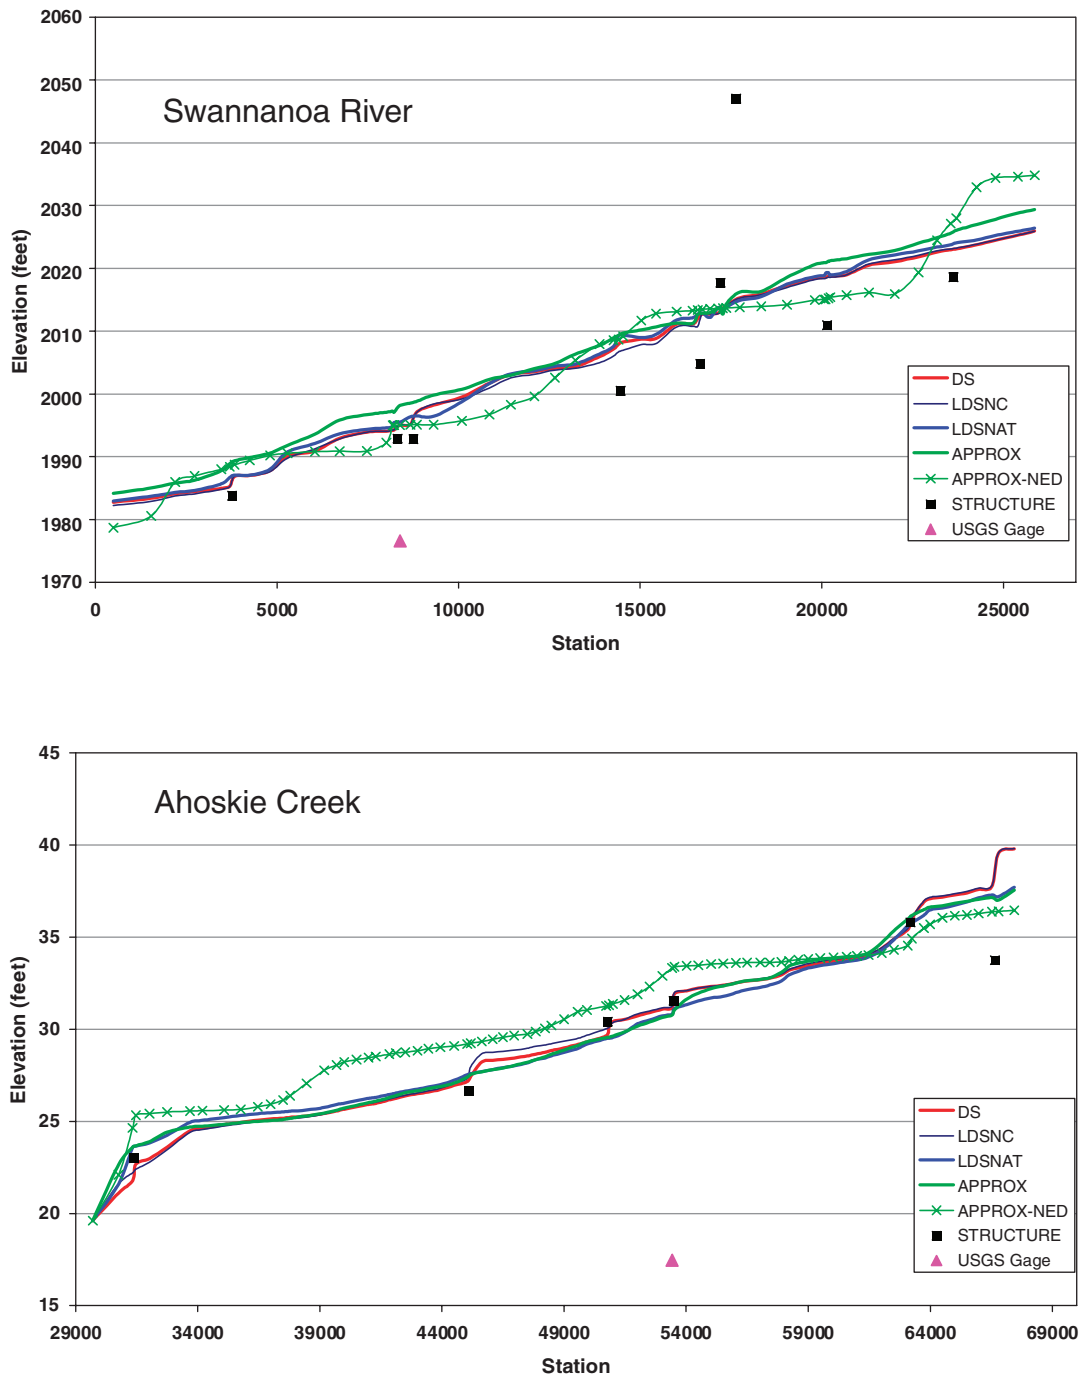 2060
2050
2040
2030
2020
2010
2000
1990
1980
1970
Elevation (feet)
Swannanoa River
DS
LDSNC
LDSNAT
APPROX
APPROX-NED
STRUCTURE
USGS Gage
0 5000 10000 15000 20000 25000
Station
45
40
35
30
25
20
15
Elevation (feet)
Ahoskie Creek
DS
LDSNC
LDSNAT
APPROX
APPROX-NED
STRUCTURE
USGS Gage
29000 34000 39000 44000 49000 54000 59000 64000 69000
Station